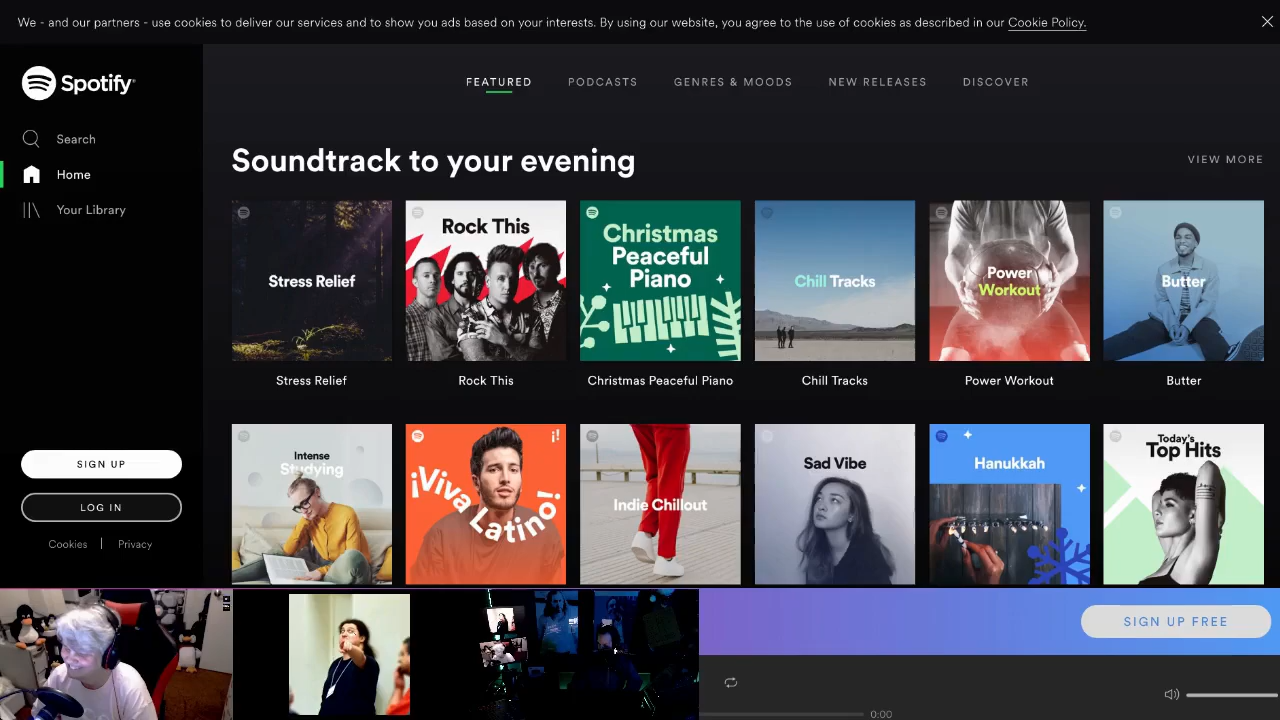 We - and our partners - use cookies to deliver our services and to show you ads based on your interests. By using our website, you agree to the use of cookies as described in our Cookie Policy.
Spotify
FEATURED PODCASTS GENRES & MOODS NEW RELEASES DISCOVER
Search
Home
Your Library
Soundtrack to your evening
VIEW MORE
Stress Relief
Rock This
Christmas
Peaceful
Piano
Chill Tracks
Power
Workout
Butter
Stress Relief
Rock This
Christmas Peaceful Piano
Chill Tracks
Power Workout
Butter
Intense
Studying
¡Viva Latino!
Indie Chillout
Sad Vibe
Hanukkah
Today's
Top Hits
SIGN UP
LOG IN
Cookies | Privacy
SIGN UP FREE
0:00